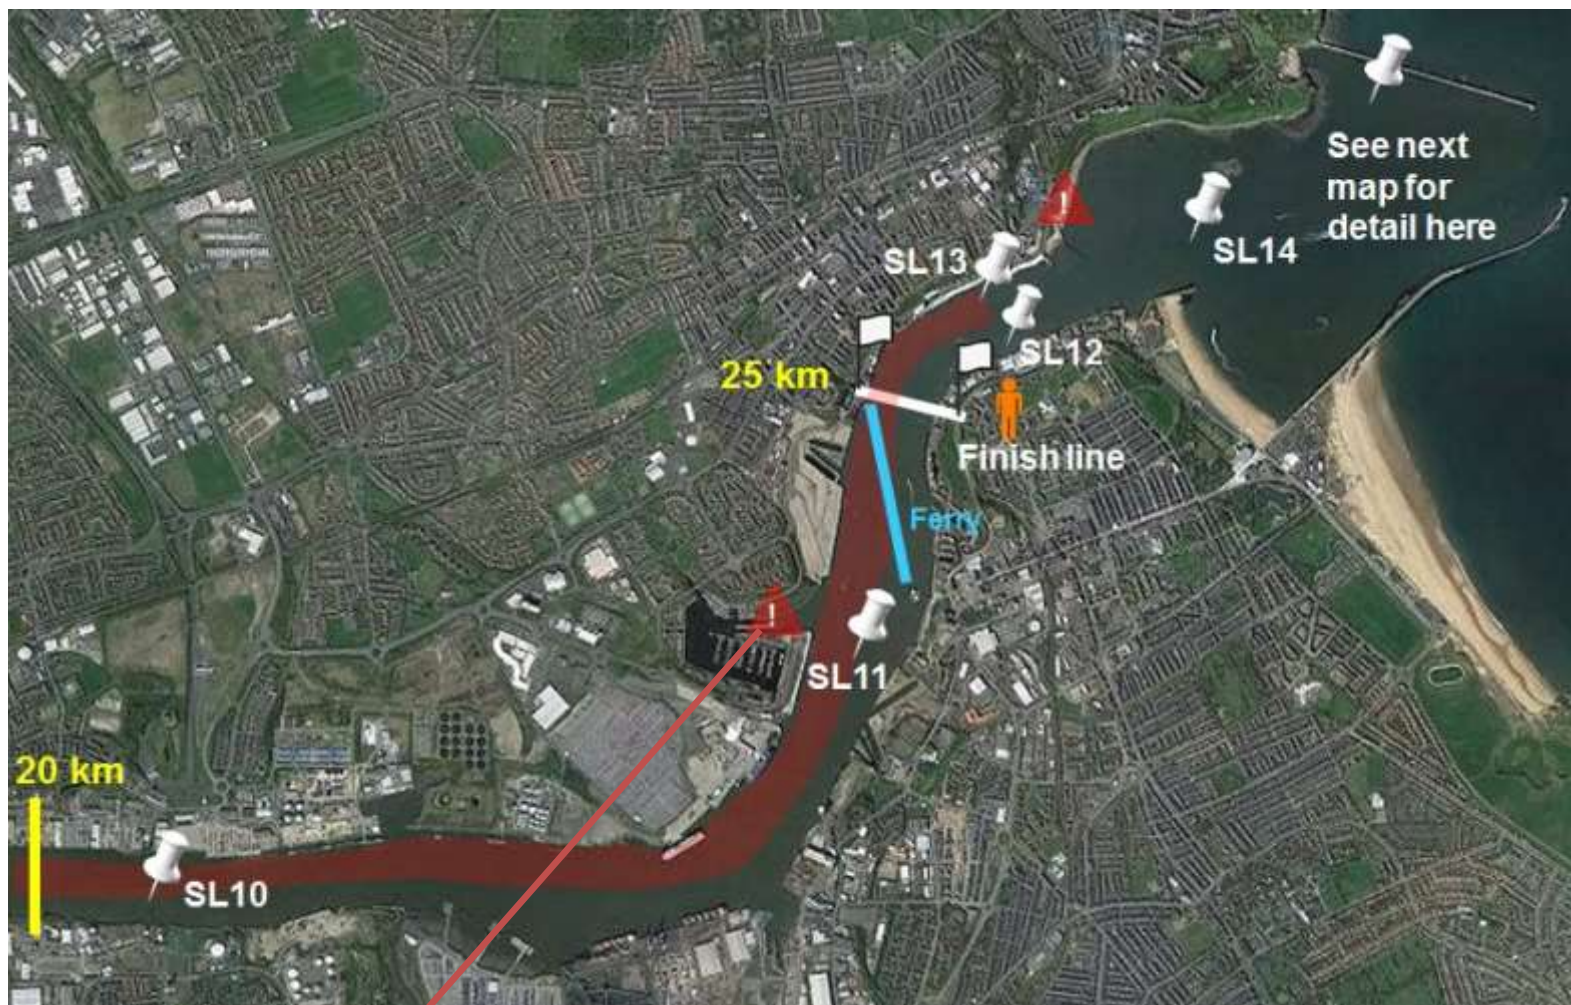 See next
map for
detail here
SL14
SL13
SL12
25 km
Finish line
Ferry
!
!
SL11
20 km
SL10